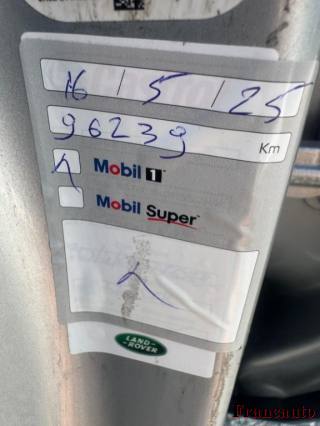 16 / 5 / 25
96239 Km
Mobil 1
Mobil Super
LAND-
ROVER
Francauto